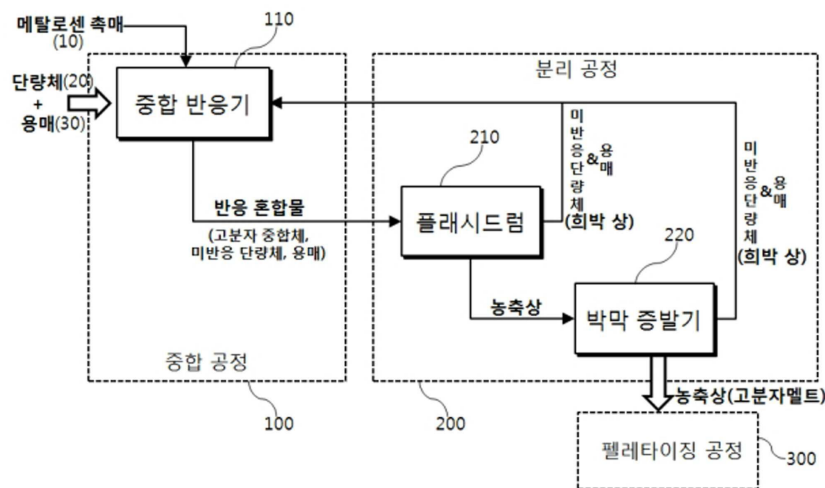 메탈로센 촉매
(10)
110
단량체(20)
+
용매(30)
중합 반응기
분리 공정
210
미반응단량체
&
용매
(희박 상)
미반응단량체
&
용매
(희박 상)
반응 혼합물
(고분자 중합체,
미반응 단량체, 용매)
플래시드럼
220
농축상
박막 증발기
중합 공정
100
200
농축상(고분자멜트)
펠레타이징 공정
300